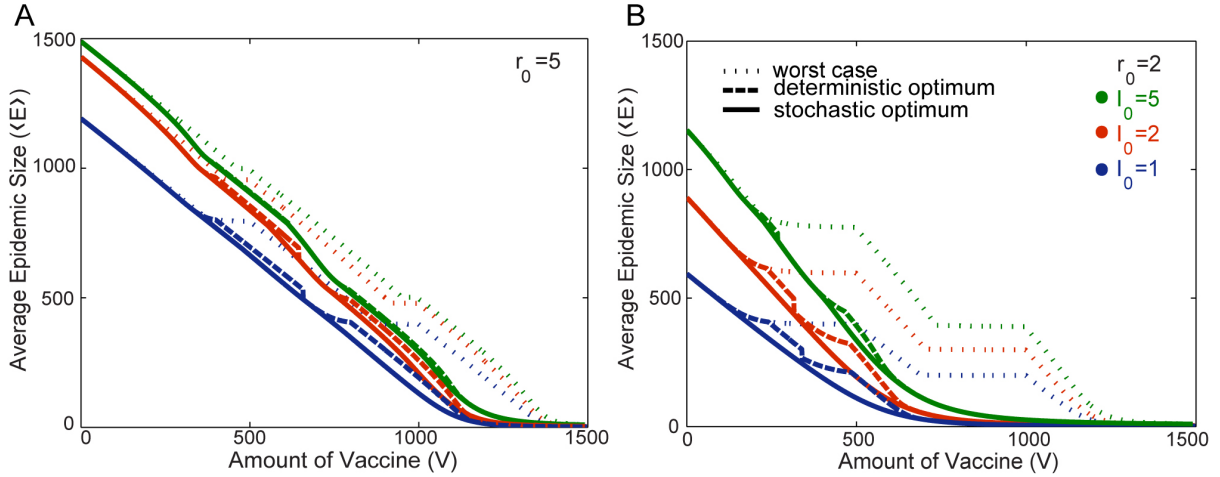 A
r0=5
1500
1000
500
0
0
500
1000
1500
Average Epidemic Size (⟨E⟩)
Amount of Vaccine (V)
B
worst case
deterministic optimum
stochastic optimum
r0=2
I0=5
I0=2
I0=1
1500
1000
500
0
0
500
1000
1500
Average Epidemic Size (⟨E⟩)
Amount of Vaccine (V)